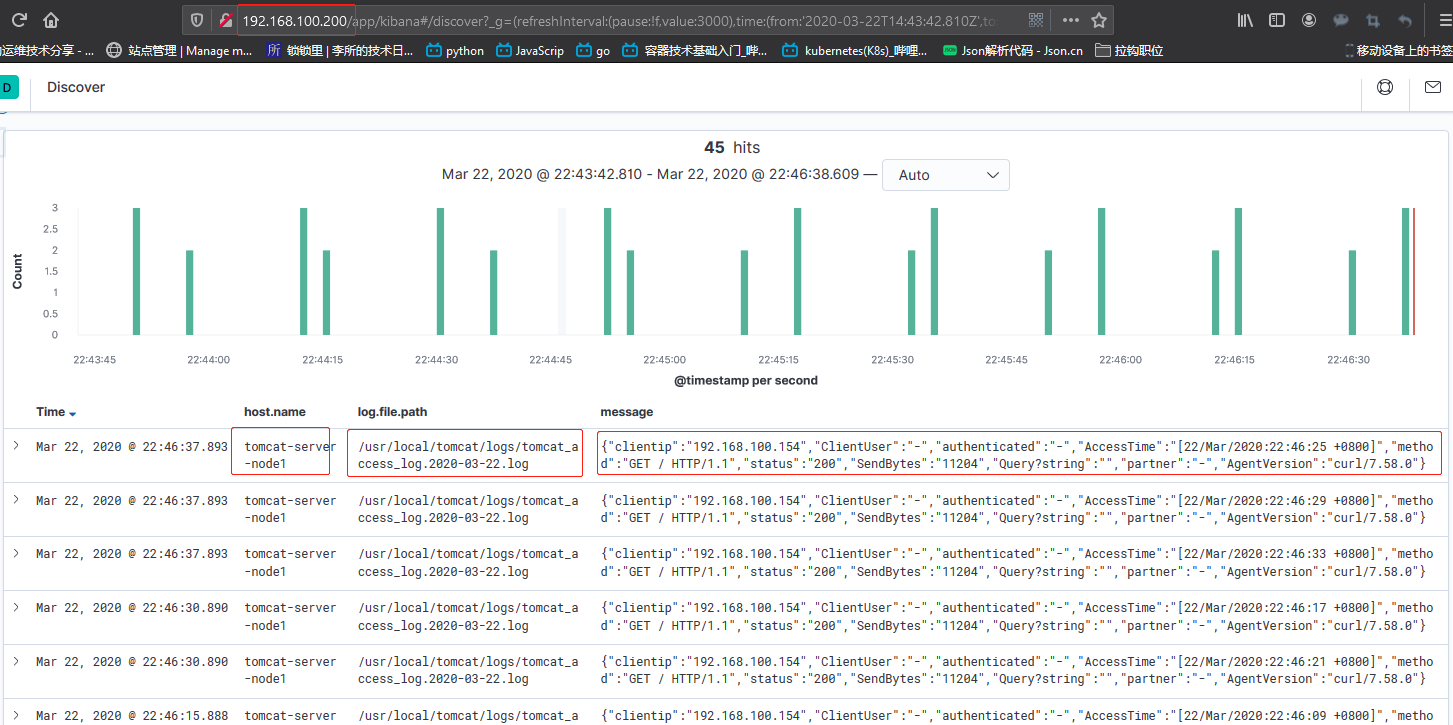 192.168.100.200/app/kibana#/discover?_g=(refreshInterval:(pause:!f,value:3000),time:(from:'2020-03-22T14:43:42.810Z',to
的运维技术分享 - ... 站点管理 | Manage m... 所 锁锁里 | 李所的技术日... python JavaScrip go 容器技术基础入门_哔... kubernetes(K8s)_哔哩... JSON Json解析代码 - Json.cn 拉钩职位 移动设备上的书签
D Discover
45 hits
Mar 22, 2020 @ 22:43:42.810 - Mar 22, 2020 @ 22:46:38.609 — Auto
3
2.5
2
1.5
1
0.5
0
Count
22:43:45 22:44:00 22:44:15 22:44:30 22:44:45 22:45:00 22:45:15 22:45:30 22:45:45 22:46:00 22:46:15 22:46:30
@timestamp per second
Time host.name log.file.path message
Mar 22, 2020 @ 22:46:37.893 tomcat-server /usr/local/tomcat/logs/tomcat_a {"clientip":"192.168.100.154","ClientUser":"-","authenticated":"-","AccessTime":"[22/Mar/2020:22:46:25 +0800]","metho
-node1 ccess_log.2020-03-22.log d":"GET / HTTP/1.1","status":"200","SendBytes":"11204","Query?string":"","partner":"-","AgentVersion":"curl/7.58.0"}
Mar 22, 2020 @ 22:46:37.893 tomcat-server /usr/local/tomcat/logs/tomcat_a {"clientip":"192.168.100.154","ClientUser":"-","authenticated":"-","AccessTime":"[22/Mar/2020:22:46:29 +0800]","metho
-node1 ccess_log.2020-03-22.log d":"GET / HTTP/1.1","status":"200","SendBytes":"11204","Query?string":"","partner":"-","AgentVersion":"curl/7.58.0"}
Mar 22, 2020 @ 22:46:37.893 tomcat-server /usr/local/tomcat/logs/tomcat_a {"clientip":"192.168.100.154","ClientUser":"-","authenticated":"-","AccessTime":"[22/Mar/2020:22:46:33 +0800]","metho
-node1 ccess_log.2020-03-22.log d":"GET / HTTP/1.1","status":"200","SendBytes":"11204","Query?string":"","partner":"-","AgentVersion":"curl/7.58.0"}
Mar 22, 2020 @ 22:46:30.890 tomcat-server /usr/local/tomcat/logs/tomcat_a {"clientip":"192.168.100.154","ClientUser":"-","authenticated":"-","AccessTime":"[22/Mar/2020:22:46:17 +0800]","metho
-node1 ccess_log.2020-03-22.log d":"GET / HTTP/1.1","status":"200","SendBytes":"11204","Query?string":"","partner":"-","AgentVersion":"curl/7.58.0"}
Mar 22, 2020 @ 22:46:30.890 tomcat-server /usr/local/tomcat/logs/tomcat_a {"clientip":"192.168.100.154","ClientUser":"-","authenticated":"-","AccessTime":"[22/Mar/2020:22:46:21 +0800]","metho
-node1 ccess_log.2020-03-22.log d":"GET / HTTP/1.1","status":"200","SendBytes":"11204","Query?string":"","partner":"-","AgentVersion":"curl/7.58.0"}
Mar 22, 2020 @ 22:46:15.888 tomcat-server /usr/local/tomcat/logs/tomcat_a {"clientip":"192.168.100.154","ClientUser":"-","authenticated":"-","AccessTime":"[22/Mar/2020:22:46:09 +0800]","metho